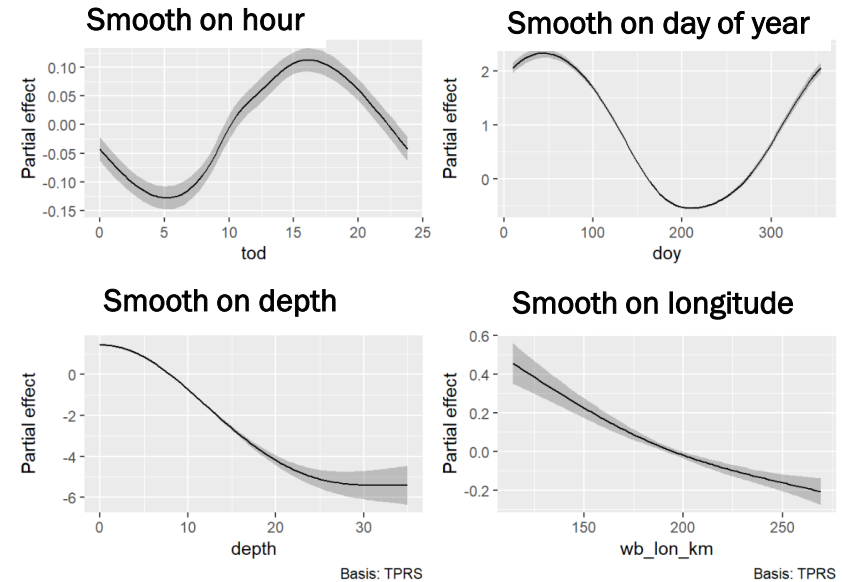 Smooth on hour
Partial effect
0.10
0.05
0.00
-0.05
-0.10
-0.15
0 5 10 15 20 25
tod
Smooth on day of year
Partial effect
2
1
0
0 100 200 300
doy
Smooth on depth
Partial effect
0
-2
-4
-6
0 10 20 30
depth
Basis: TPRS
Smooth on longitude
Partial effect
0.6
0.4
0.2
0.0
-0.2
150 200 250
wb_lon_km
Basis: TPRS